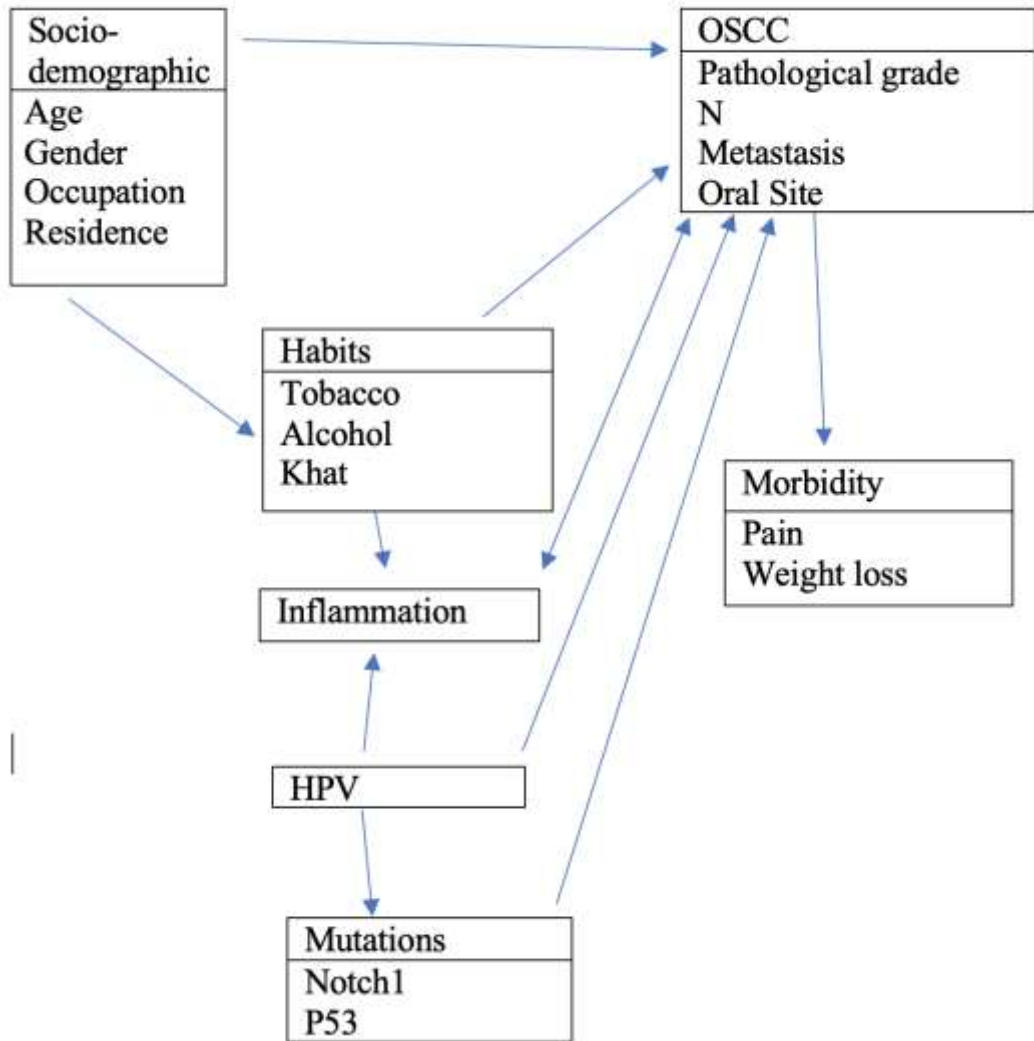 Socio-
demographic
Age
Gender
Occupation
Residence
OSCC
Pathological grade
N
Metastasis
Oral Site
Habits
Tobacco
Alcohol
Khat
Morbidity
Pain
Weight loss
Inflammation
HPV
Mutations
Notch1
P53